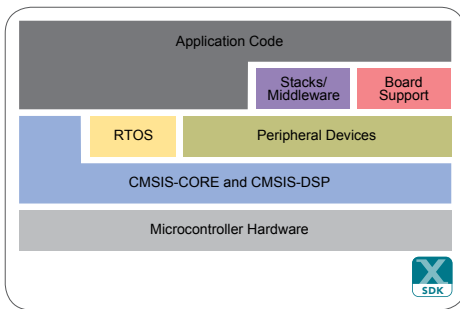 Application Code
Stacks/
Middleware
Board
Support
RTOS
Peripheral Devices
CMSIS-CORE and CMSIS-DSP
Microcontroller Hardware
X
SDK